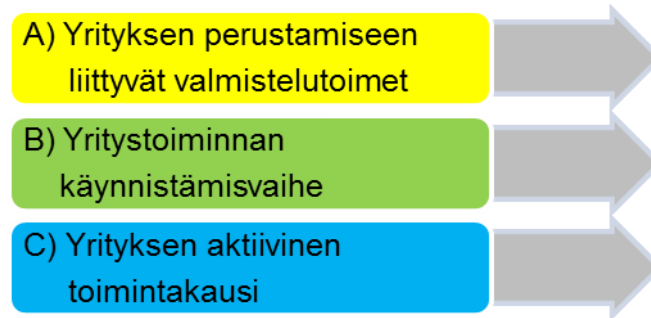 A) Yrityksen perustamiseen
liittyvät valmistelutoimet
B) Yritystoiminnan
käynnistämisvaihe
C) Yrityksen aktiivinen
toimintakausi